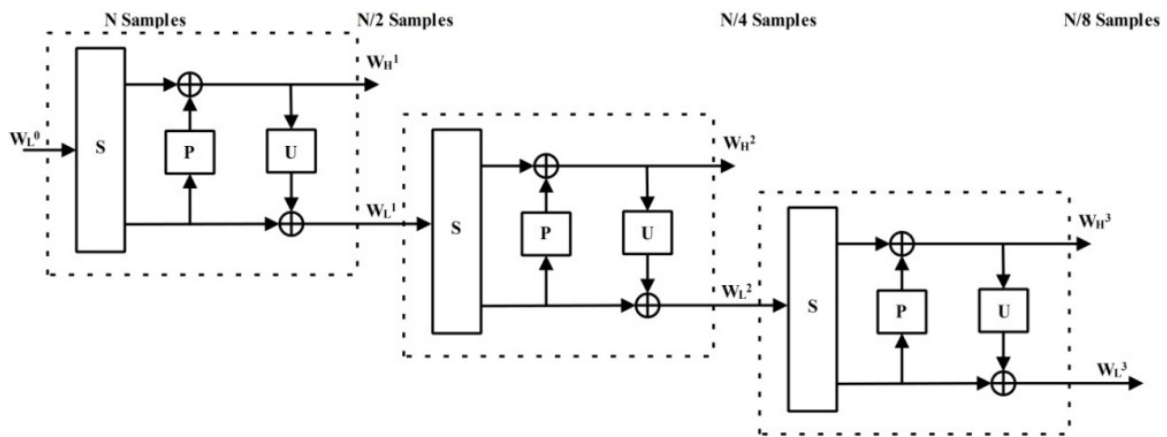 N Samples N/2 Samples N/4 Samples N/8 Samples
W_H^1
W_L^0 S P U
W_L^1
W_H^2
S P U
W_L^2
W_H^3
S P U
W_L^3